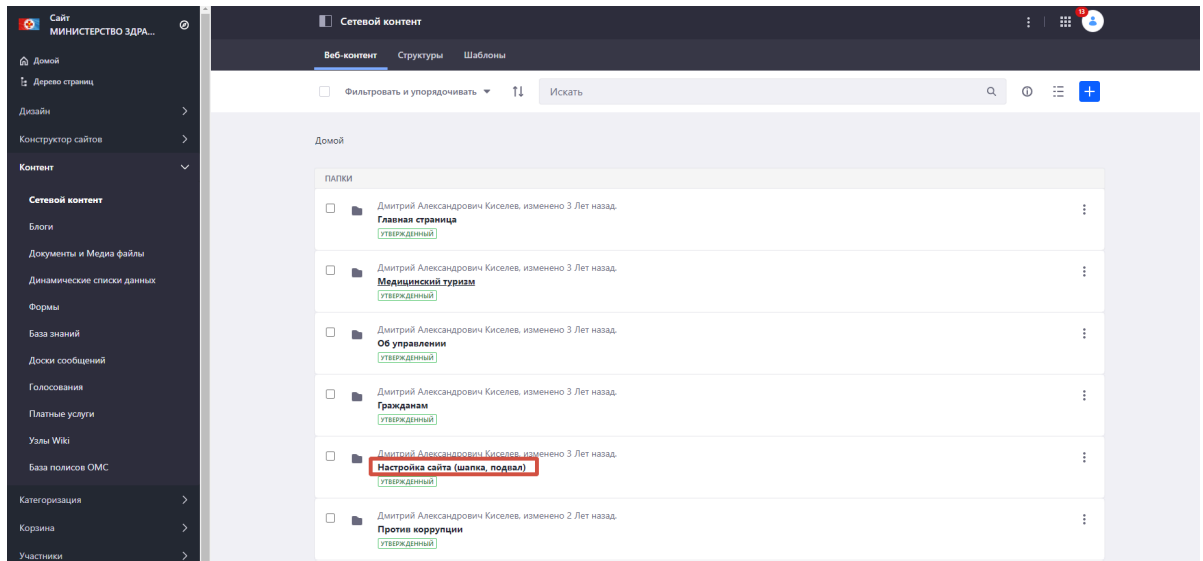 Сайт
МИНИСТЕРСТВО ЗДРА...
Домой
Дерево страниц
Дизайн
Конструктор сайтов
Контент
Сетевой контент
Блоги
Документы и Медиа файлы
Динамические списки данных
Формы
База знаний
Доски сообщений
Голосования
Платные услуги
Узлы Wiki
База полисов ОМС
Категоризация
Корзина
Участники
Сетевой контент
13
Веб-контент Структуры Шаблоны
Фильтровать и упорядочивать Искать
Домой
ПАПКИ
Дмитрий Александрович Киселев, изменено 3 Лет назад.
Главная страница
УТВЕРЖДЕННЫЙ
Дмитрий Александрович Киселев, изменено 3 Лет назад.
Медицинский туризм
УТВЕРЖДЕННЫЙ
Дмитрий Александрович Киселев, изменено 3 Лет назад.
Об управлении
УТВЕРЖДЕННЫЙ
Дмитрий Александрович Киселев, изменено 3 Лет назад.
Гражданам
УТВЕРЖДЕННЫЙ
Дмитрий Александрович Киселев, изменено 3 Лет назад.
Настройка сайта (шапка, подвал)
УТВЕРЖДЕННЫЙ
Дмитрий Александрович Киселев, изменено 2 Лет назад.
Против коррупции
УТВЕРЖДЕННЫЙ